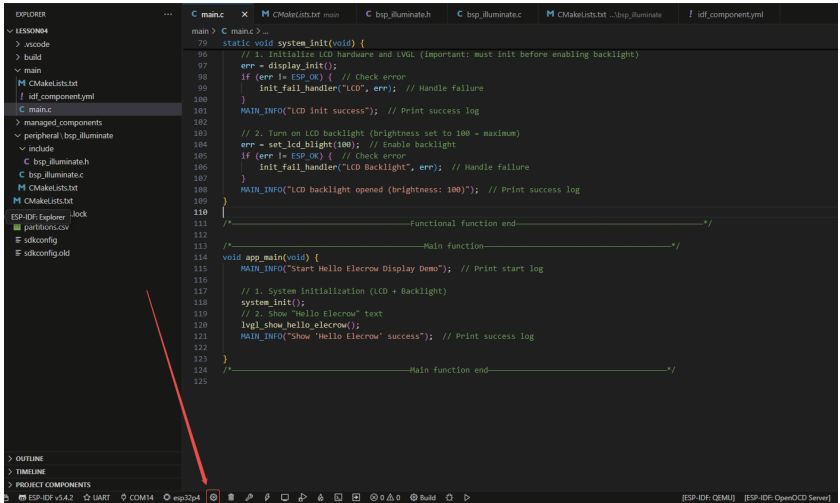 EXPLORER
LESSON04
.vscode
build
main
CMakeLists.txt
idf_component.yml
main.c
managed_components
peripheral\bsp_illuminate
include
bsp_illuminate.h
bsp_illuminate.c
CMakeLists.txt
CMakeLists.txt
ESP-IDF: Explorer .lock
partitions.csv
sdkconfig
sdkconfig.old
OUTLINE
TIMELINE
PROJECT COMPONENTS
main.c CMakeLists.txt main bsp_illuminate.h bsp_illuminate.c CMakeLists.txt ...\bsp_illuminate idf_component.yml
main > C main.c > ...
79 static void system_init(void) {
96 // 1. Initialize LCD hardware and LVGL (important: must init before enabling backlight)
97 err = display_init();
98 if (err != ESP_OK) { // Check error
99 init_fail_handler("LCD", err); // Handle failure
100 }
101 MAIN_INFO("LCD init success"); // Print success log
102
103 // 2. Turn on LCD backlight (brightness set to 100 = maximum)
104 err = set_lcd_blight(100); // Enable backlight
105 if (err != ESP_OK) { // Check error
106 init_fail_handler("LCD Backlight", err); // Handle failure
107 }
108 MAIN_INFO("LCD backlight opened (brightness: 100)"); // Print success log
109 }
110
111 /*————————Functional function end————————*/
112
113 /*————————Main function————————*/
114 void app_main(void) {
115 MAIN_INFO("Start Hello Elecrow Display Demo"); // Print start log
116
117 // 1. System initialization (LCD + Backlight)
118 system_init();
119 // 2. Show "Hello Elecrow" text
120 lvgl_show_hello_elecrow();
121 MAIN_INFO("Show 'Hello Elecrow' success"); // Print success log
122
123 }
124 /*————————Main function end————————*/
125
ESP-IDF v5.4.2 UART COM14 esp32p4 0 0 Build [ESP-IDF: QEMU] [ESP-IDF: OpenOCD Server]